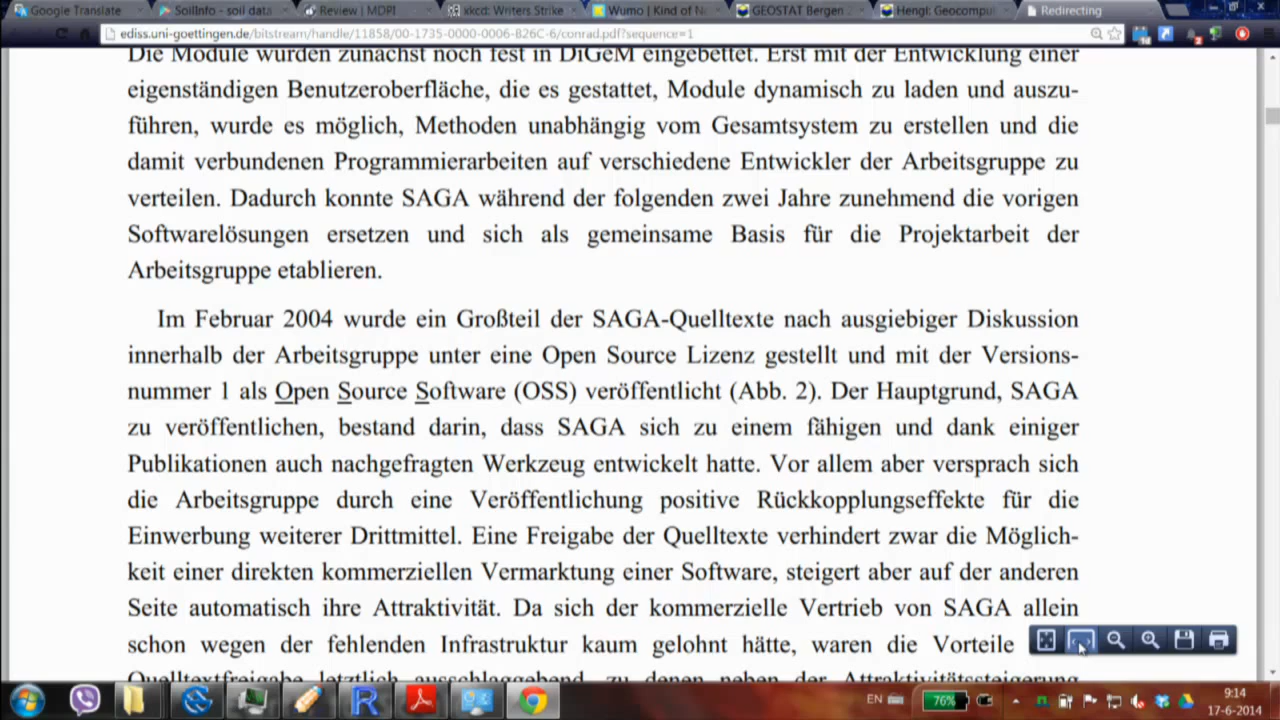 Google Translate
SoilInfo - soil data
Review | MDPI
xkcd: Writers Strike
Wumo | Kind of N
GEOSTAT Bergen
Hengl: Geocompu
Redirecting
ediss.uni-goettingen.de/bitstream/handle/11858/00-1735-0000-0006-B26C-6/conrad.pdf?sequence=1
Die Module wurden zunächst noch fest in DiGeM eingebettet. Erst mit der Entwicklung einer
eigenständigen Benutzeroberfläche, die es gestattet, Module dynamisch zu laden und auszu-
führen, wurde es möglich, Methoden unabhängig vom Gesamtsystem zu erstellen und die
damit verbundenen Programmierarbeiten auf verschiedene Entwickler der Arbeitsgruppe zu
verteilen. Dadurch konnte SAGA während der folgenden zwei Jahre zunehmend die vorigen
Softwarelösungen ersetzen und sich als gemeinsame Basis für die Projektarbeit der
Arbeitsgruppe etablieren.
Im Februar 2004 wurde ein Großteil der SAGA-Quelltexte nach ausgiebiger Diskussion
innerhalb der Arbeitsgruppe unter eine Open Source Lizenz gestellt und mit der Versions-
nummer 1 als Open Source Software (OSS) veröffentlicht (Abb. 2). Der Hauptgrund, SAGA
zu veröffentlichen, bestand darin, dass SAGA sich zu einem fähigen und dank einiger
Publikationen auch nachgefragten Werkzeug entwickelt hatte. Vor allem aber versprach sich
die Arbeitsgruppe durch eine Veröffentlichung positive Rückkopplungseffekte für die
Einwerbung weiterer Drittmittel. Eine Freigabe der Quelltexte verhindert zwar die Möglich-
keit einer direkten kommerziellen Vermarktung einer Software, steigert aber auf der anderen
Seite automatisch ihre Attraktivität. Da sich der kommerzielle Vertrieb von SAGA allein
schon wegen der fehlenden Infrastruktur kaum gelohnt hätte, waren die Vorteile
Quelltextfreigabe letztlich ausschlaggebend, zu denen neben der Attraktivitätssteigerung
EN
76%
9:14
17-6-2014